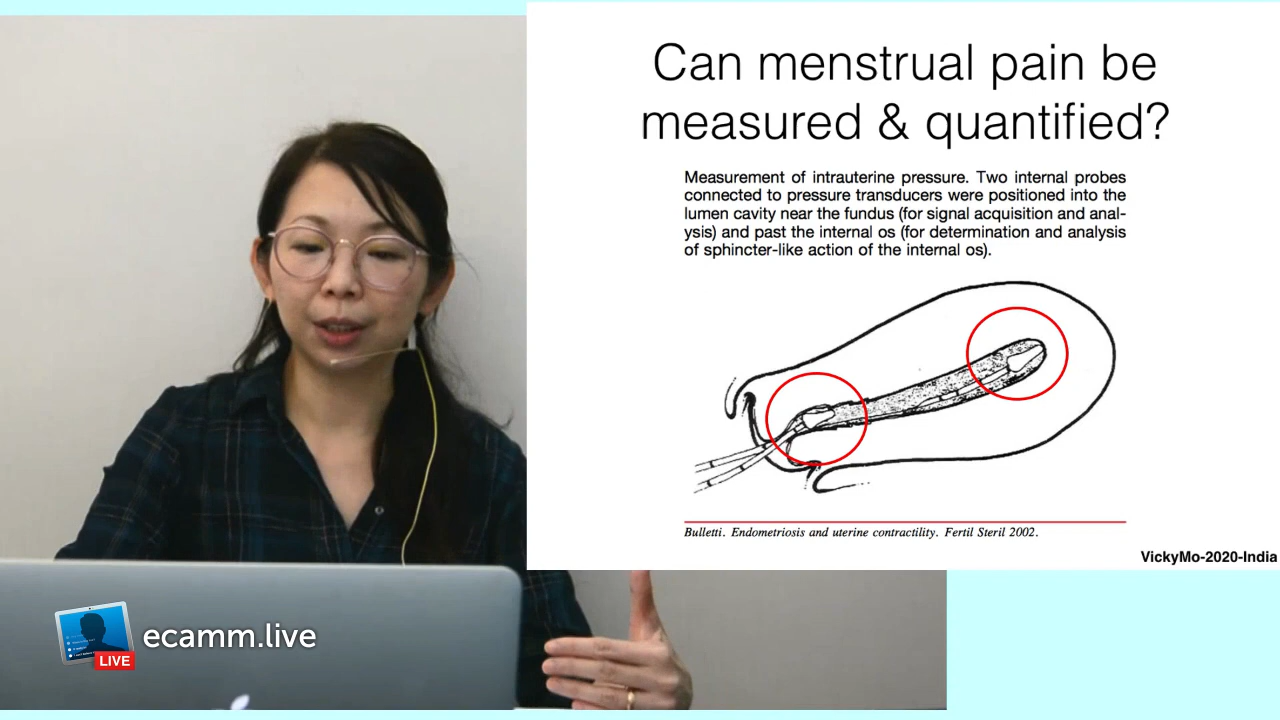 Can menstrual pain be
measured & quantified?
Measurement of intrauterine pressure. Two internal probes
connected to pressure transducers were positioned into the
lumen cavity near the fundus (for signal acquisition and anal-
ysis) and past the internal os (for determination and analysis
of sphincter-like action of the internal os).
Bulletti. Endometriosis and uterine contractility. Fertil Steril 2002.
VickyMo-2020-India
ecamm.live
LIVE